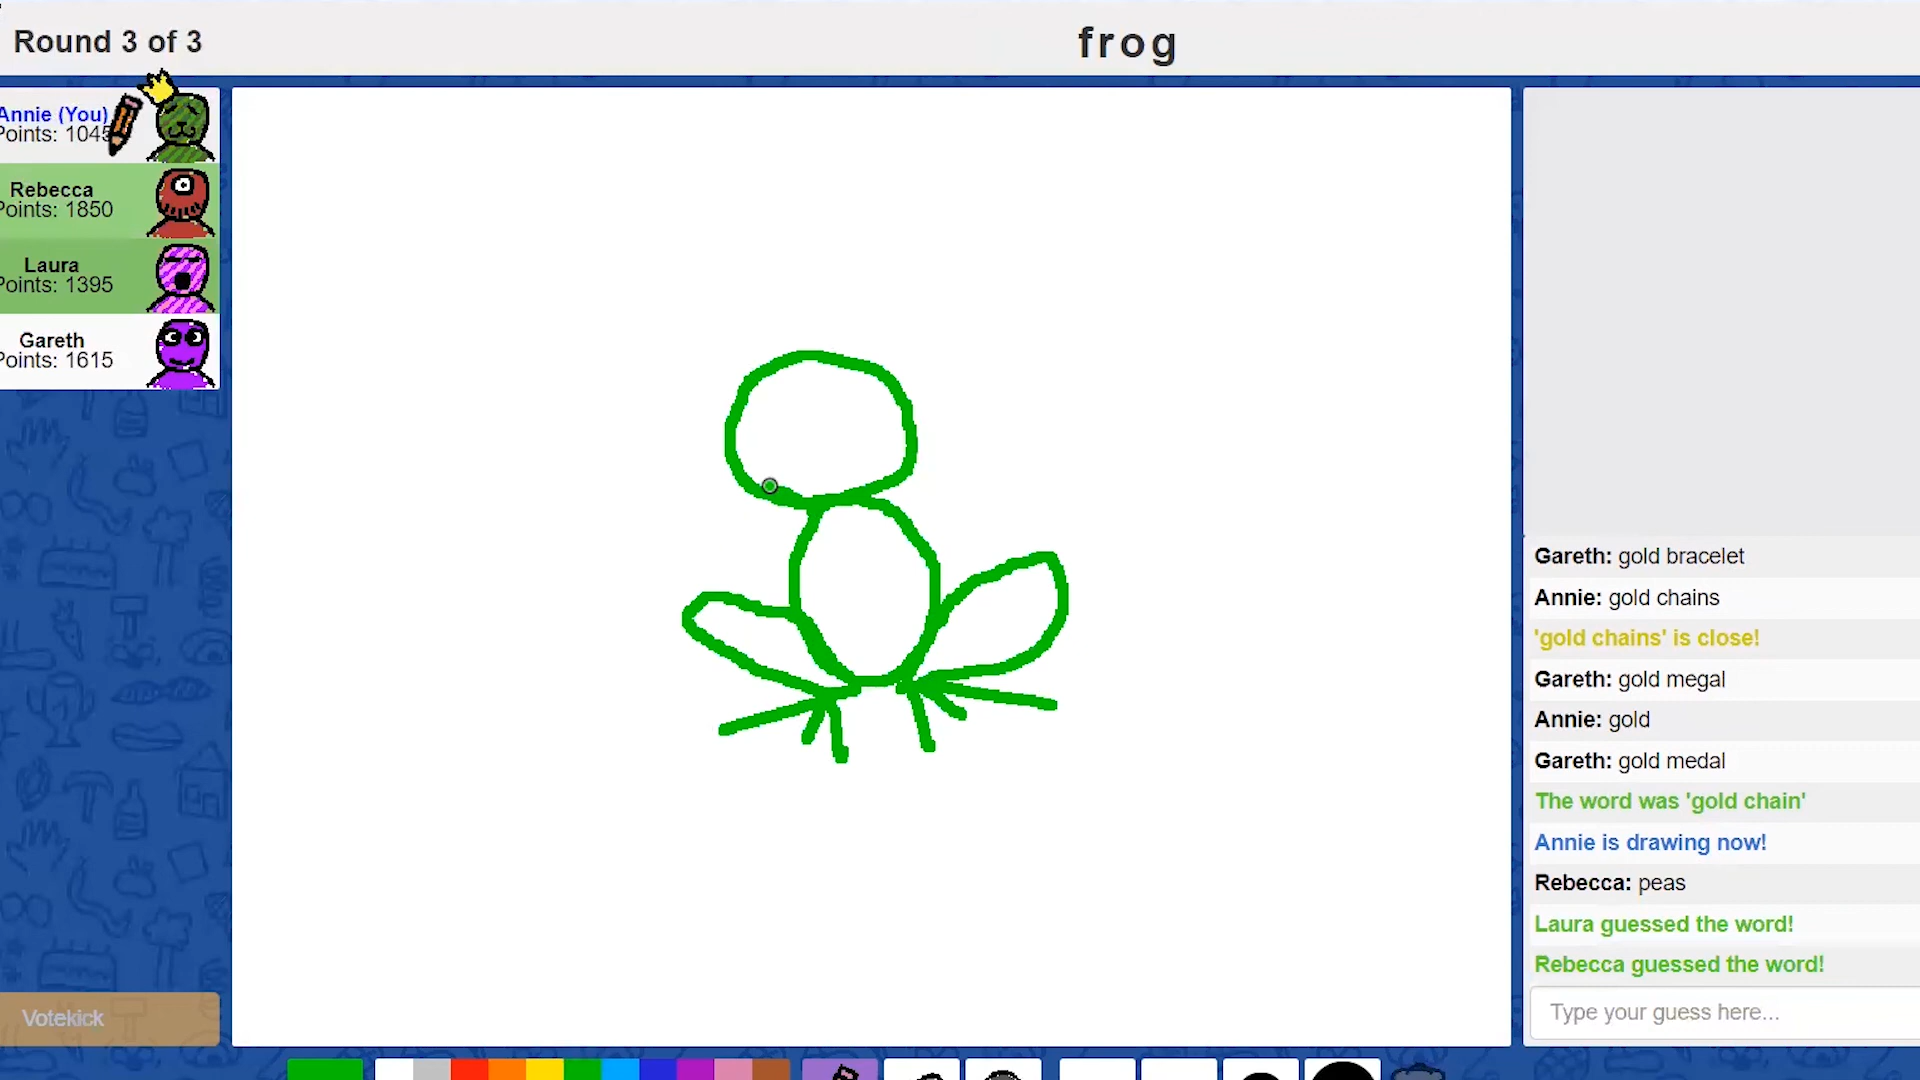 Round 3 of 3
frog
Annie (You)
Points: 1045
Rebecca
Points: 1850
Laura
Points: 1395
Gareth
Points: 1615
Gareth: gold bracelet
Annie: gold chains
'gold chains' is close!
Gareth: gold megal
Annie: gold
Gareth: gold medal
The word was 'gold chain'
Annie is drawing now!
Rebecca: peas
Laura guessed the word!
Rebecca guessed the word!
Type your guess here...
Votekick